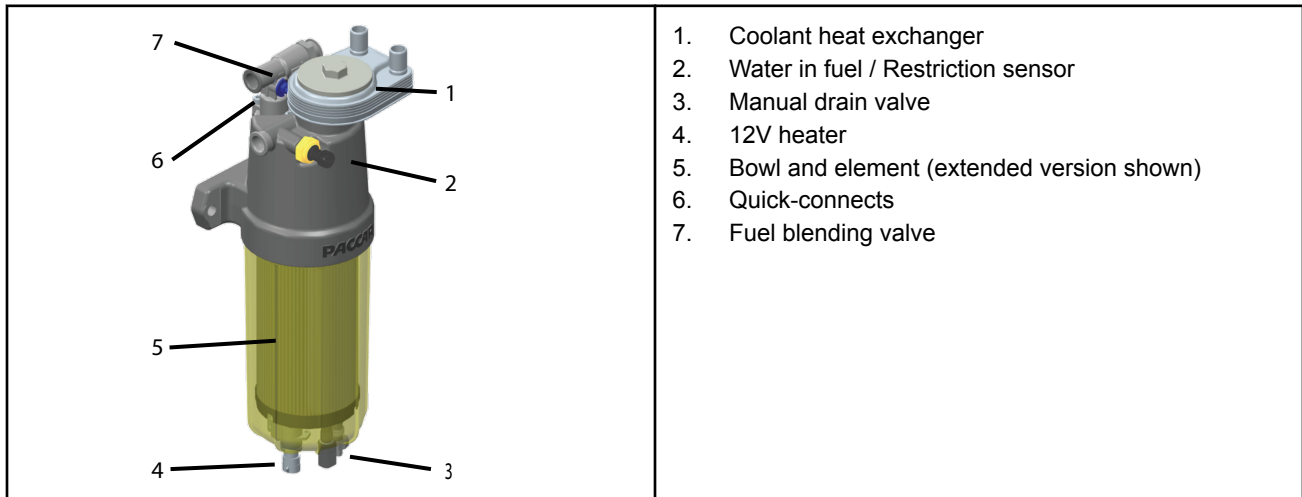 7
1
6
2
PACCAR
5
4
3
1. Coolant heat exchanger
2. Water in fuel / Restriction sensor
3. Manual drain valve
4. 12V heater
5. Bowl and element (extended version shown)
6. Quick-connects
7. Fuel blending valve